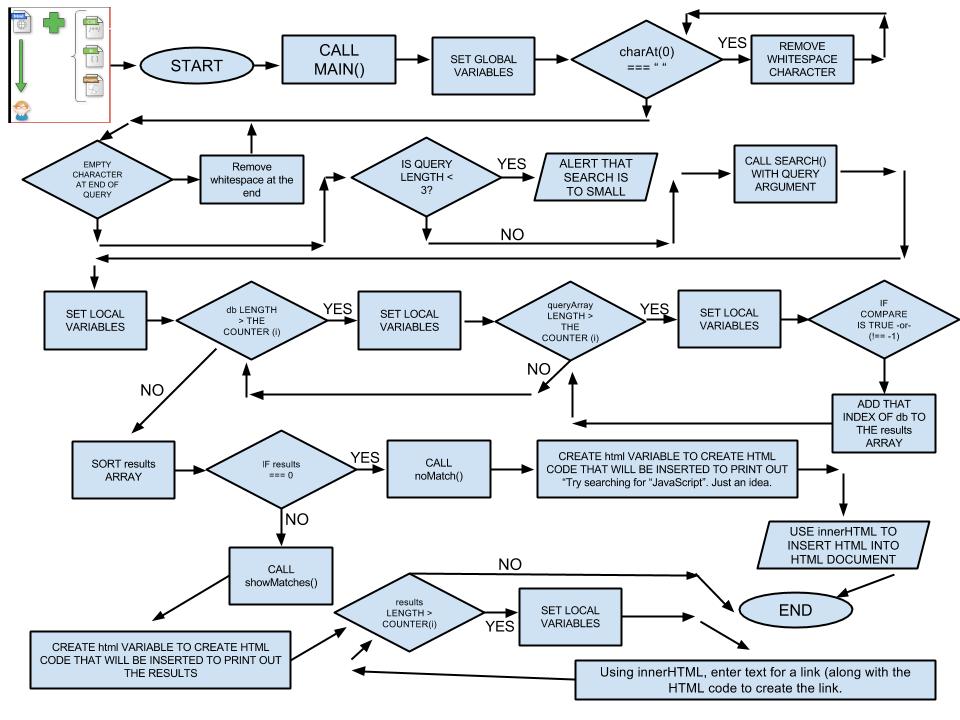 START
CALL
MAIN()
SET GLOBAL
VARIABLES
charAt(0)
=== “ “
YES
REMOVE
WHITESPACE
CHARACTER
EMPTY
CHARACTER
AT END OF
QUERY
Remove
whitespace at the
end
IS QUERY
LENGTH <
3?
YES
ALERT THAT
SEARCH IS
TO SMALL
NO
CALL SEARCH()
WITH QUERY
ARGUMENT
SET LOCAL
VARIABLES
db LENGTH
> THE
COUNTER (i)
YES
SET LOCAL
VARIABLES
queryArray
LENGTH >
THE
COUNTER (i)
YES
SET LOCAL
VARIABLES
IF
COMPARE
IS TRUE -or-
(!== -1)
NO
NO
ADD THAT
INDEX OF db TO
THE results
ARRAY
SORT results
ARRAY
IF results
=== 0
YES
CALL
noMatch()
CREATE html VARIABLE TO CREATE HTML
CODE THAT WILL BE INSERTED TO PRINT OUT
“Try searching for “JavaScript”. Just an idea.
NO
USE innerHTML TO
INSERT HTML INTO
HTML DOCUMENT
CALL
showMatches()
NO
END
results
LENGTH >
COUNTER(i)
YES
SET LOCAL
VARIABLES
CREATE html VARIABLE TO CREATE HTML
CODE THAT WILL BE INSERTED TO PRINT OUT
THE RESULTS
Using innerHTML, enter text for a link (along with the
HTML code to create the link.